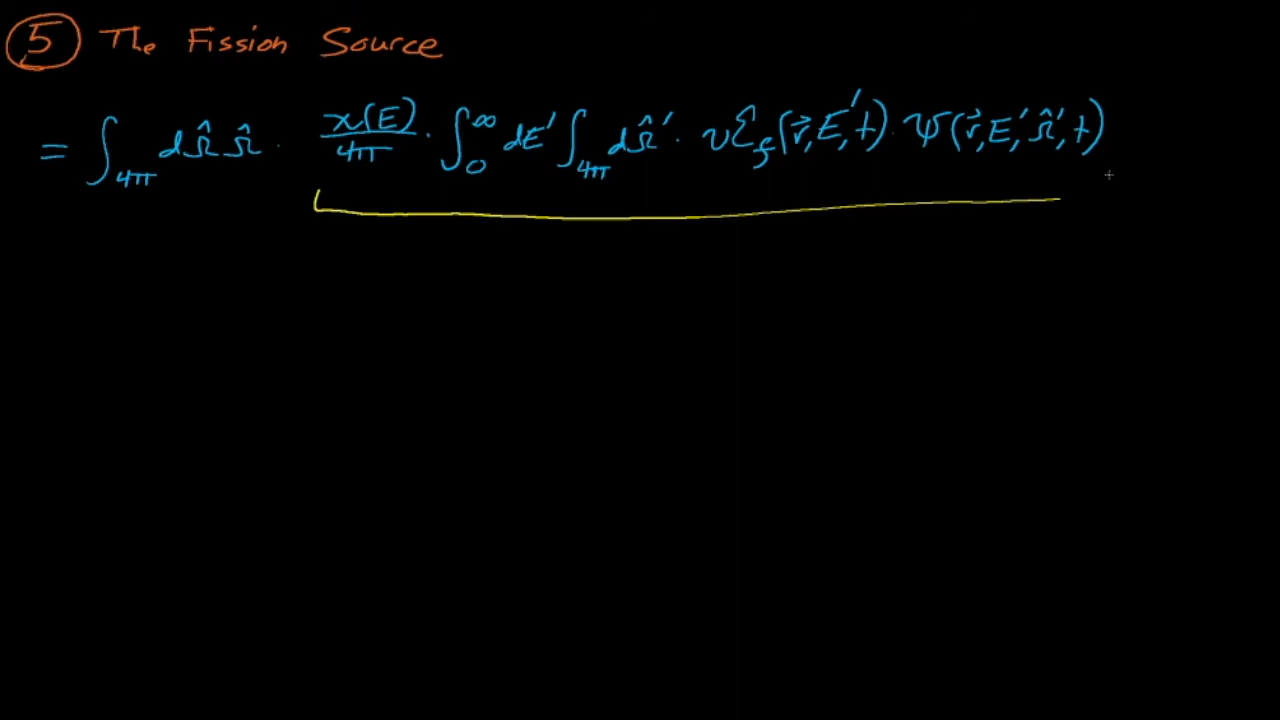 5 The Fission Source
= ∫_{4π} dΩ̂ Ω̂ · χ(E)/4π · ∫_0^∞ dE' ∫_{4π} dΩ̂' · νΣ_f(r⃗, E', t) · Ψ(r⃗, E', Ω̂', t)